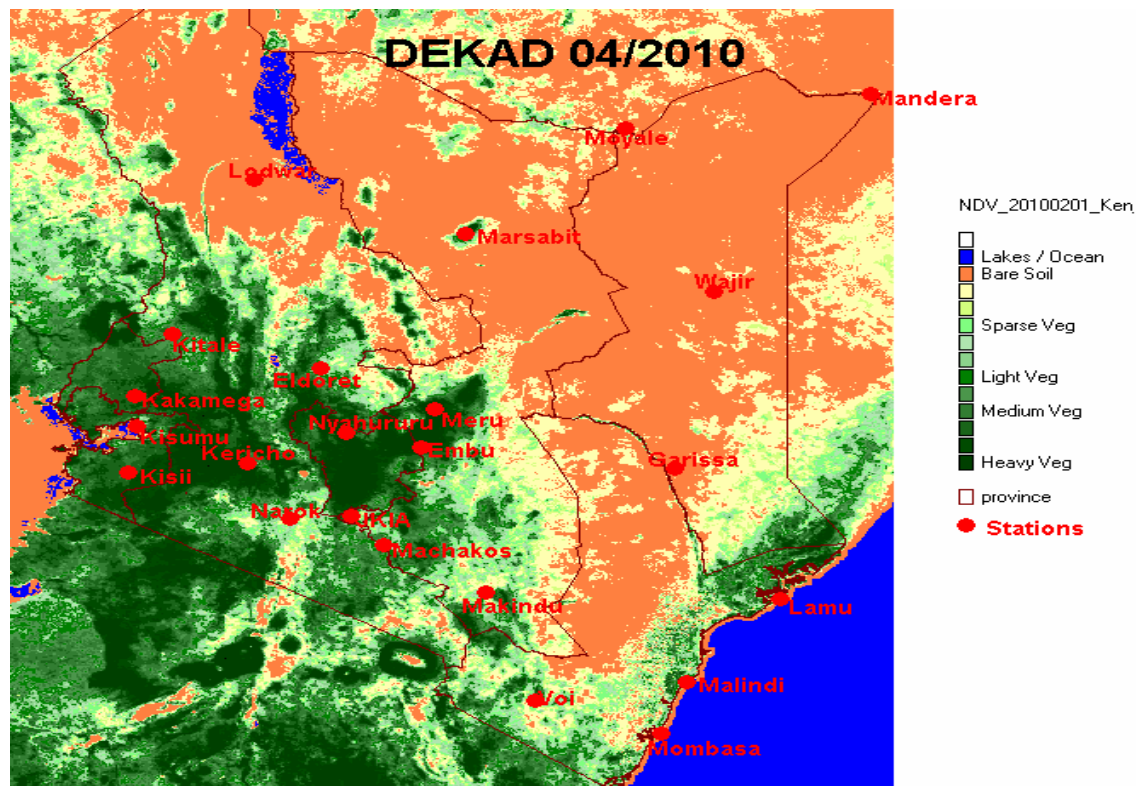 DEKAD 04/2010
Mandera
Moyale
Lodwar
Marsabit
Wajir
Kitale
Eldoret
Kakamega
Nyahururu
Meru
Kisumu
Embu
Kericho
Garissa
Kisii
Narok
JKIA
Machakos
Makindu
Lamu
Malindi
Voi
Mombasa
NDV_20100201_Ken_
Lakes / Ocean
Bare Soil
Sparse Veg
Light Veg
Medium Veg
Heavy Veg
province
Stations